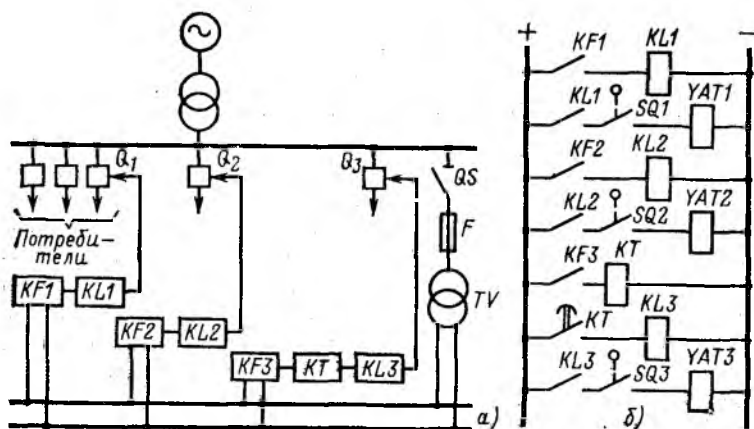 Q1
Q2
Q3
QS
F
TV
Потреби-
тели
KF1
KL1
KF2
KL2
KF3
KT
KL3
а)
+
−
KF1
KL1
KL1
SQ1
YAT1
KF2
KL2
KL2
SQ2
YAT2
KF3
KT
KT
KL3
KL3
SQ3
YAT3
б)